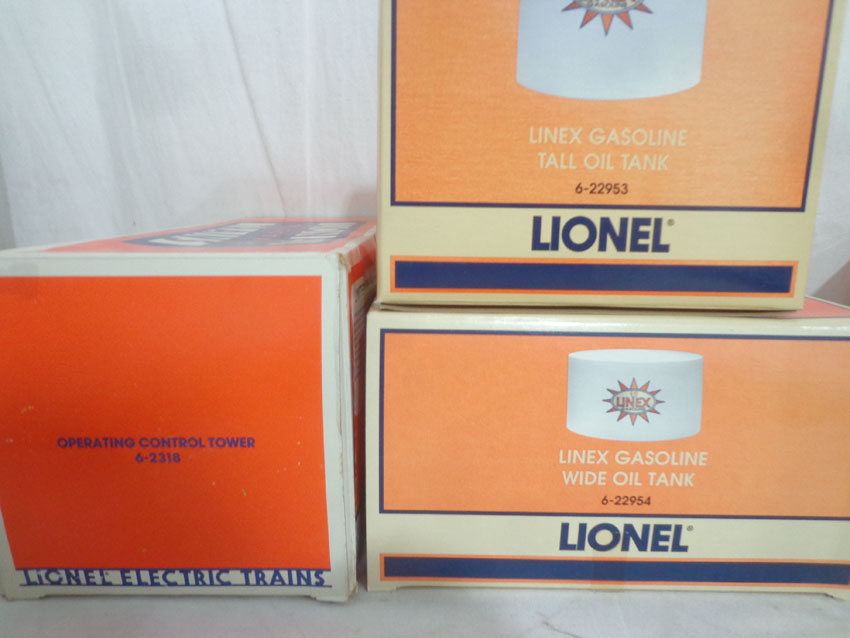 LINEX GASOLINE
TALL OIL TANK
6-22953
LIONEL®
OPERATING CONTROL TOWER
6-2318
LIONEL ELECTRIC TRAINS
LINEX
LINEX GASOLINE
WIDE OIL TANK
6-22954
LIONEL®